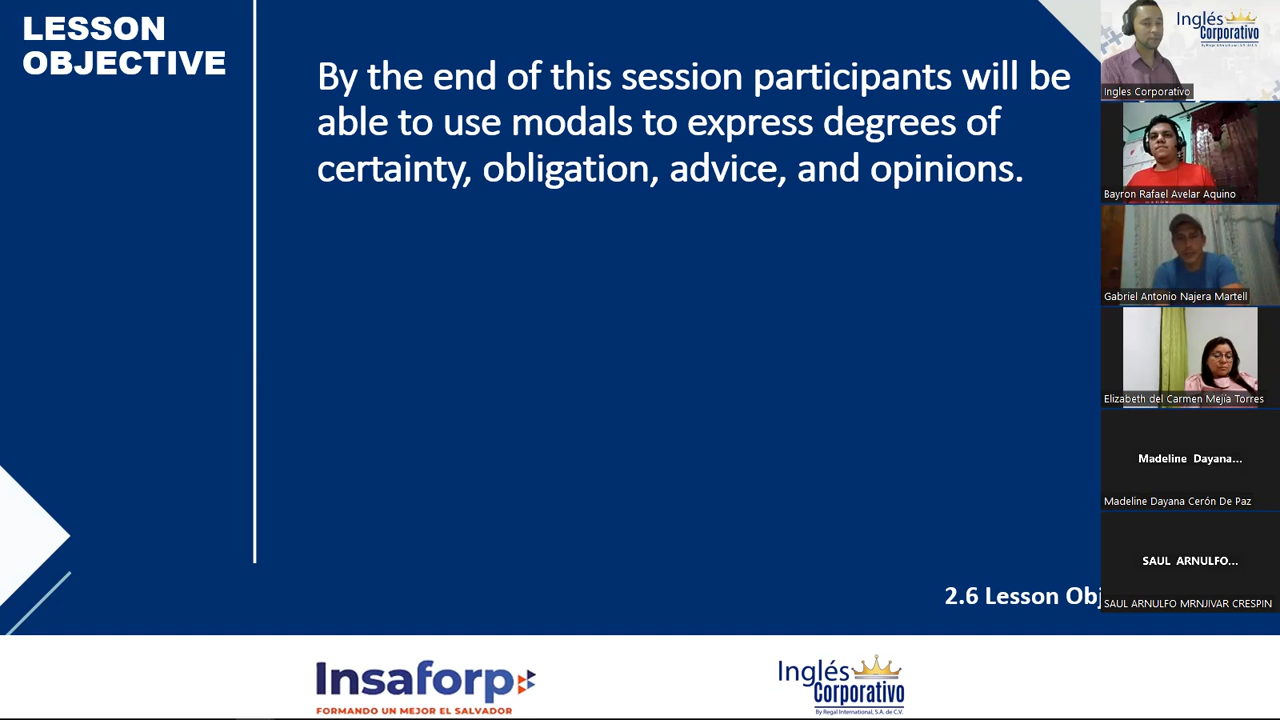 LESSON
OBJECTIVE
By the end of this session participants will be
able to use modals to express degrees of
certainty, obligation, advice, and opinions.
2.6 Lesson Obj
Insaforp
FORMANDO UN MEJOR EL SALVADOR
Inglés
Corporativo
By Regal International, S.A. de C.V.
Inglés
Corporativo
Ingles Corporativo
Bayron Rafael Avelar Aquino
Gabriel Antonio Najera Martell
Elizabeth del Carmen Mejía Torres
Madeline Dayana...
Madeline Dayana Cerón De Paz
SAUL ARNULFO...
SAUL ARNULFO MRNJIVAR CRESPIN